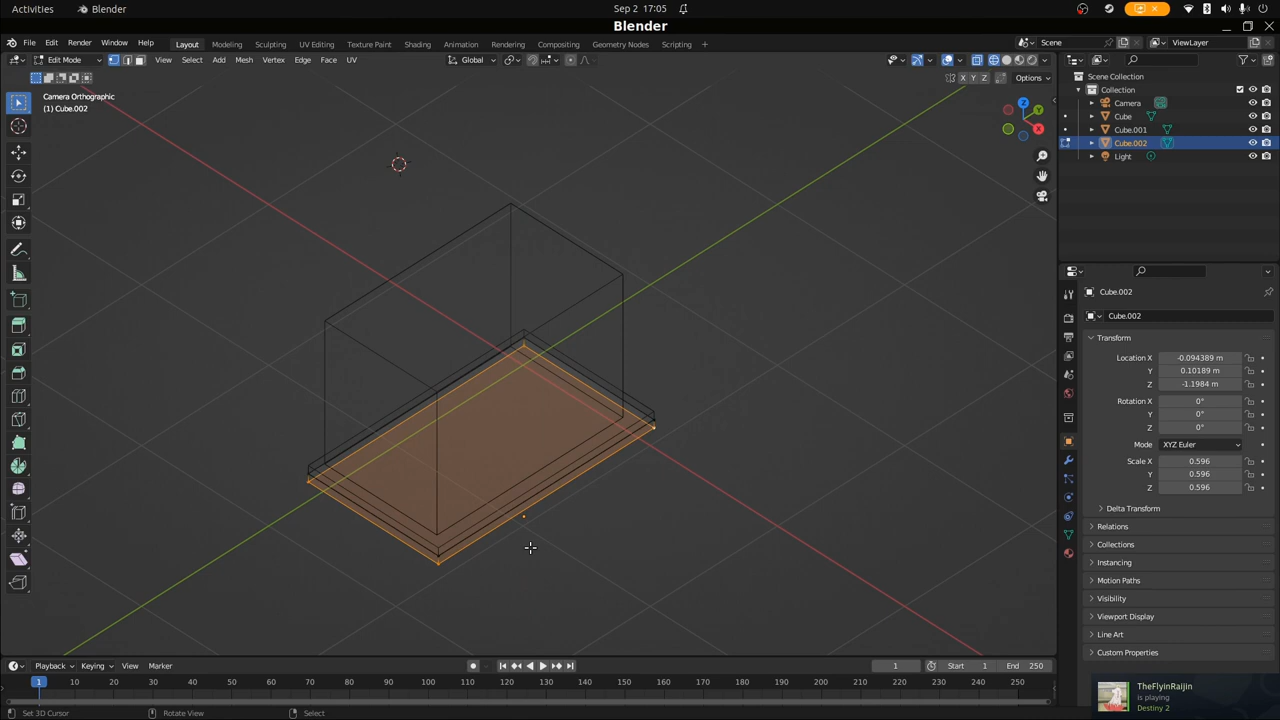 Activities Blender Sep 2 17:05
Blender
File Edit Render Window Help Layout Modeling Sculpting UV Editing Texture Paint Shading Animation Rendering Compositing Geometry Nodes Scripting + Scene ViewLayer
Edit Mode View Select Add Mesh Vertex Edge Face UV Global
X Y Z Options
Camera Orthographic
(1) Cube.002
Z
Y
X
Scene Collection
Collection
Camera
Cube
Cube.001
Cube.002
Light
Cube.002
Cube.002
Transform
Location X -0.094389 m
Y 0.10189 m
Z -1.1984 m
Rotation X 0°
Y 0°
Z 0°
Mode XYZ Euler
Scale X 0.596
Y 0.596
Z 0.596
Delta Transform
Relations
Collections
Instancing
Motion Paths
Visibility
Viewport Display
Line Art
Custom Properties
Playback Keying View Marker 1 Start 1 End 250
1 10 20 30 40 50 60 70 80 90 100 110 120 130 140 150 160 170 180 190 200 210 220 230 240 250
Set 3D Cursor Rotate View Select
TheFlyinRaijin
is playing
Destiny 2